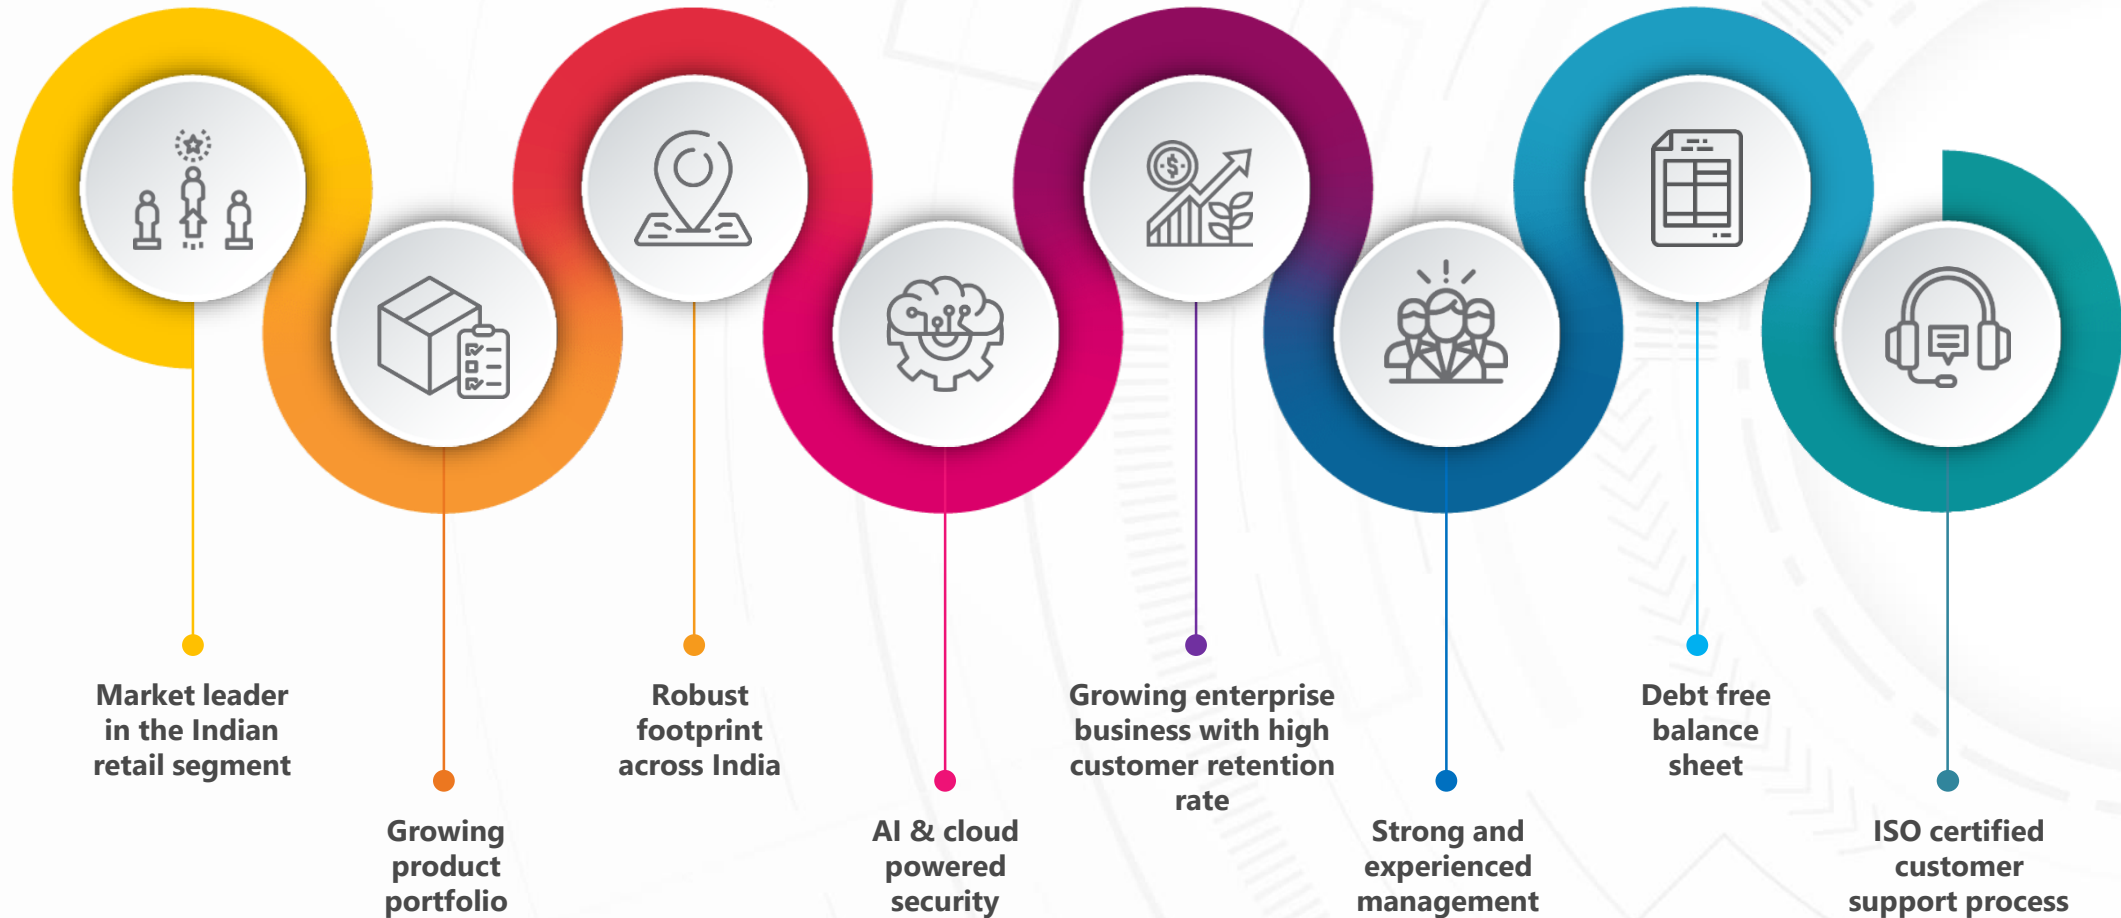 Market leader
in the Indian
retail segment
Growing
product
portfolio
Robust
footprint
across India
AI & cloud
powered
security
Growing enterprise
business with high
customer retention
rate
Strong and
experienced
management
Debt free
balance
sheet
ISO certified
customer
support process